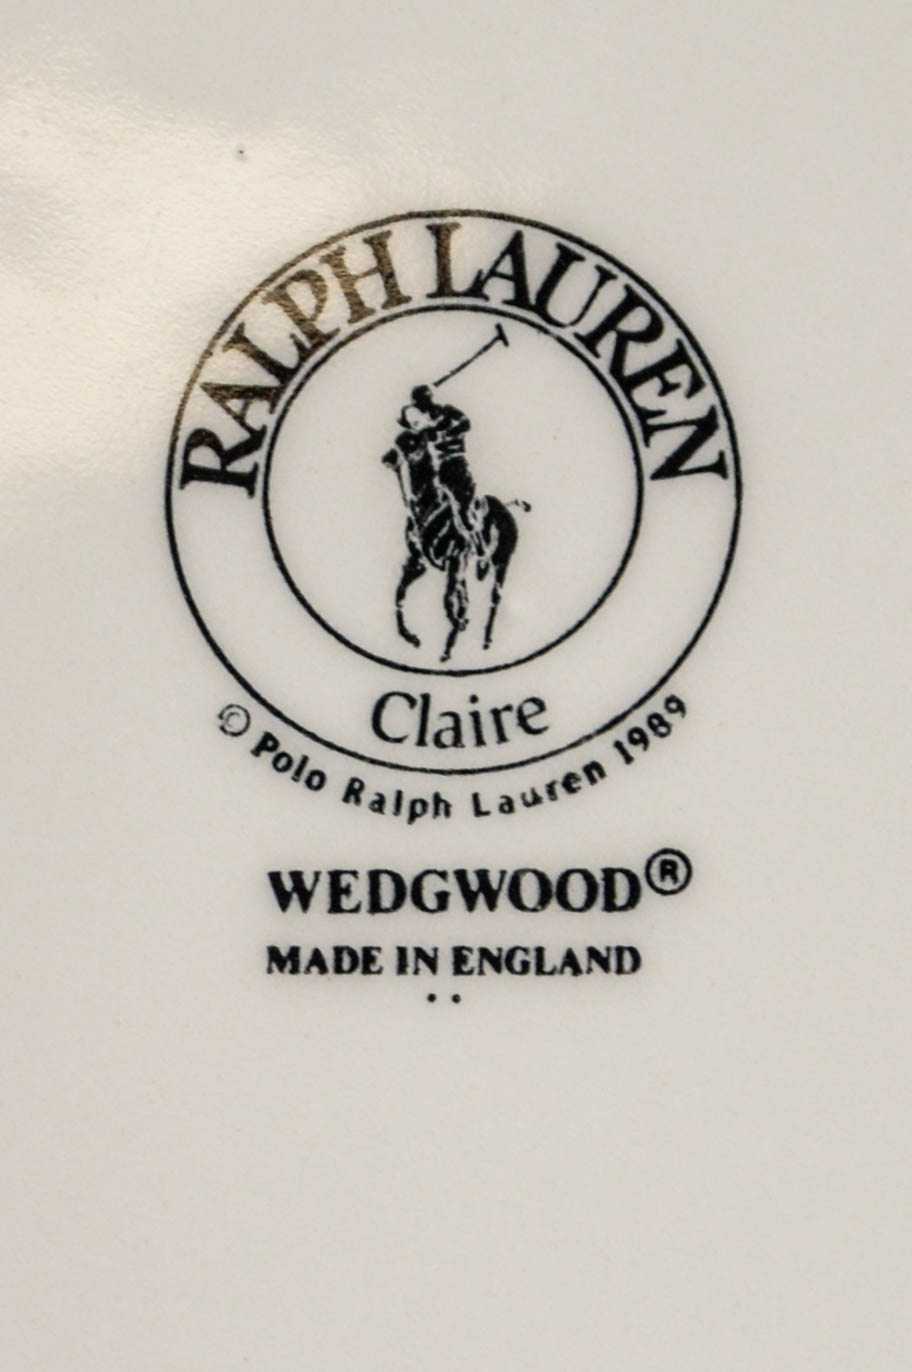 RALPH LAUREN
Claire
© Polo Ralph Lauren 1989
WEDGWOOD®
MADE IN ENGLAND